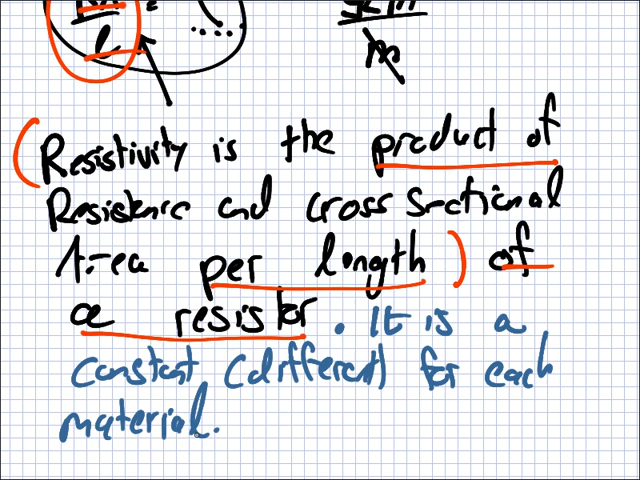 l
m
(Resistivity is the product of
Resistance and cross sectional
Area per length) of
a resistor. It is a
constant (different) for each
material.